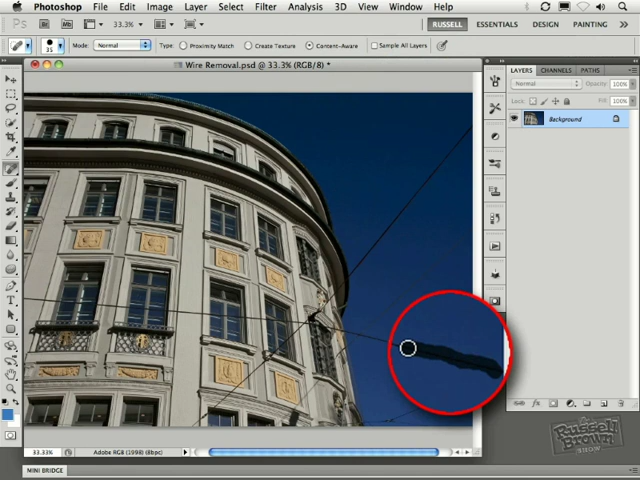 Photoshop File Edit Image Layer Select Filter Analysis 3D View Window Help
Ps 33.3% RUSSELL ESSENTIALS DESIGN PAINTING
35 Mode: Normal Type: Proximity Match Create Texture Content-Aware Sample All Layers
Wire Removal.psd @ 33.3% (RGB/8) *
LAYERS CHANNELS PATHS
Normal Opacity: 100%
Lock: Fill: 100%
Background
33.33% Adobe RGB (1998) (8bpc)
Russell Brown
SHOW
MINI BRIDGE